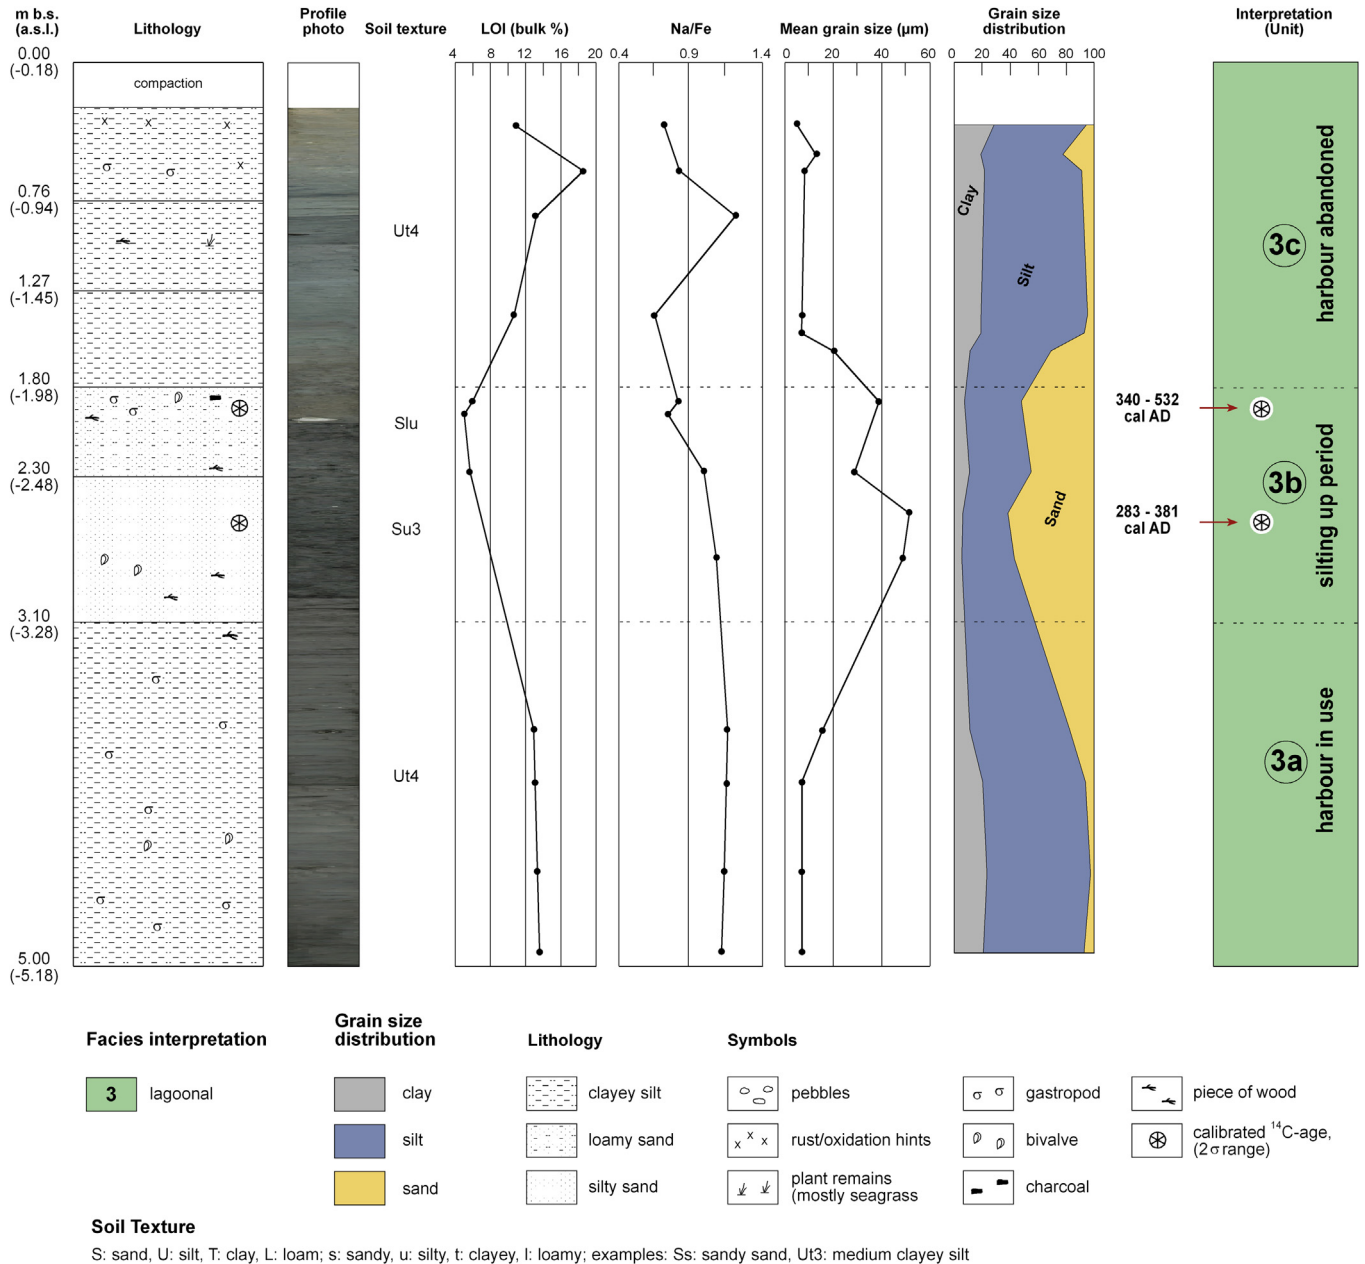 m b.s.
(a.s.l.)
Lithology
Profile
photo
Soil texture
LOI (bulk %)
Na/Fe
Mean grain size (µm)
Grain size
distribution
Interpretation
(Unit)
4 8 12 16 20
0.4 0.9 1.4
0 20 40 60
0 20 40 60 80 100
0.00
(-0.18)
compaction
0.76
(-0.94)
1.27
(-1.45)
1.80
(-1.98)
2.30
(-2.48)
3.10
(-3.28)
5.00
(-5.18)
Ut4
Slu
Su3
Ut4
Clay
Silt
Sand
340 - 532
cal AD
283 - 381
cal AD
3c
harbour abandoned
3b
silting up period
3a
harbour in use
Facies interpretation
3 lagoonal
Grain size
distribution
clay
silt
sand
Lithology
clayey silt
loamy sand
silty sand
Symbols
pebbles
rust/oxidation hints
plant remains
(mostly seagrass
gastropod
bivalve
charcoal
piece of wood
calibrated 14C-age,
(2σ range)
Soil Texture
S: sand, U: silt, T: clay, L: loam; s: sandy, u: silty, t: clayey, l: loamy; examples: Ss: sandy sand, Ut3: medium clayey silt